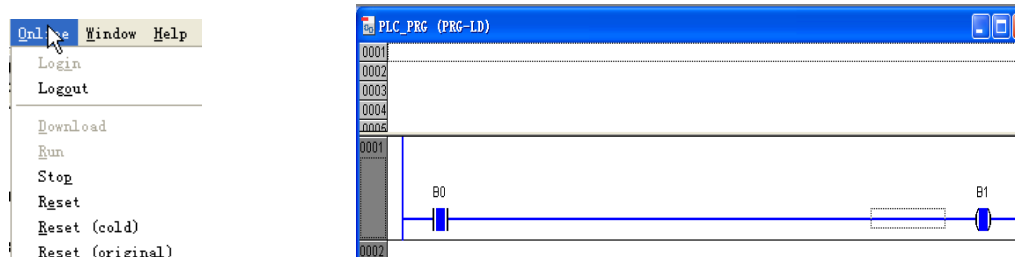 Online Window Help
Login
Logout
Download
Run
Stop
Reset
Reset (cold)
Reset (original)
PLC_PRG (PRG-LD)
0001
0002
0003
0004
0005
0001
B0 B1
0002